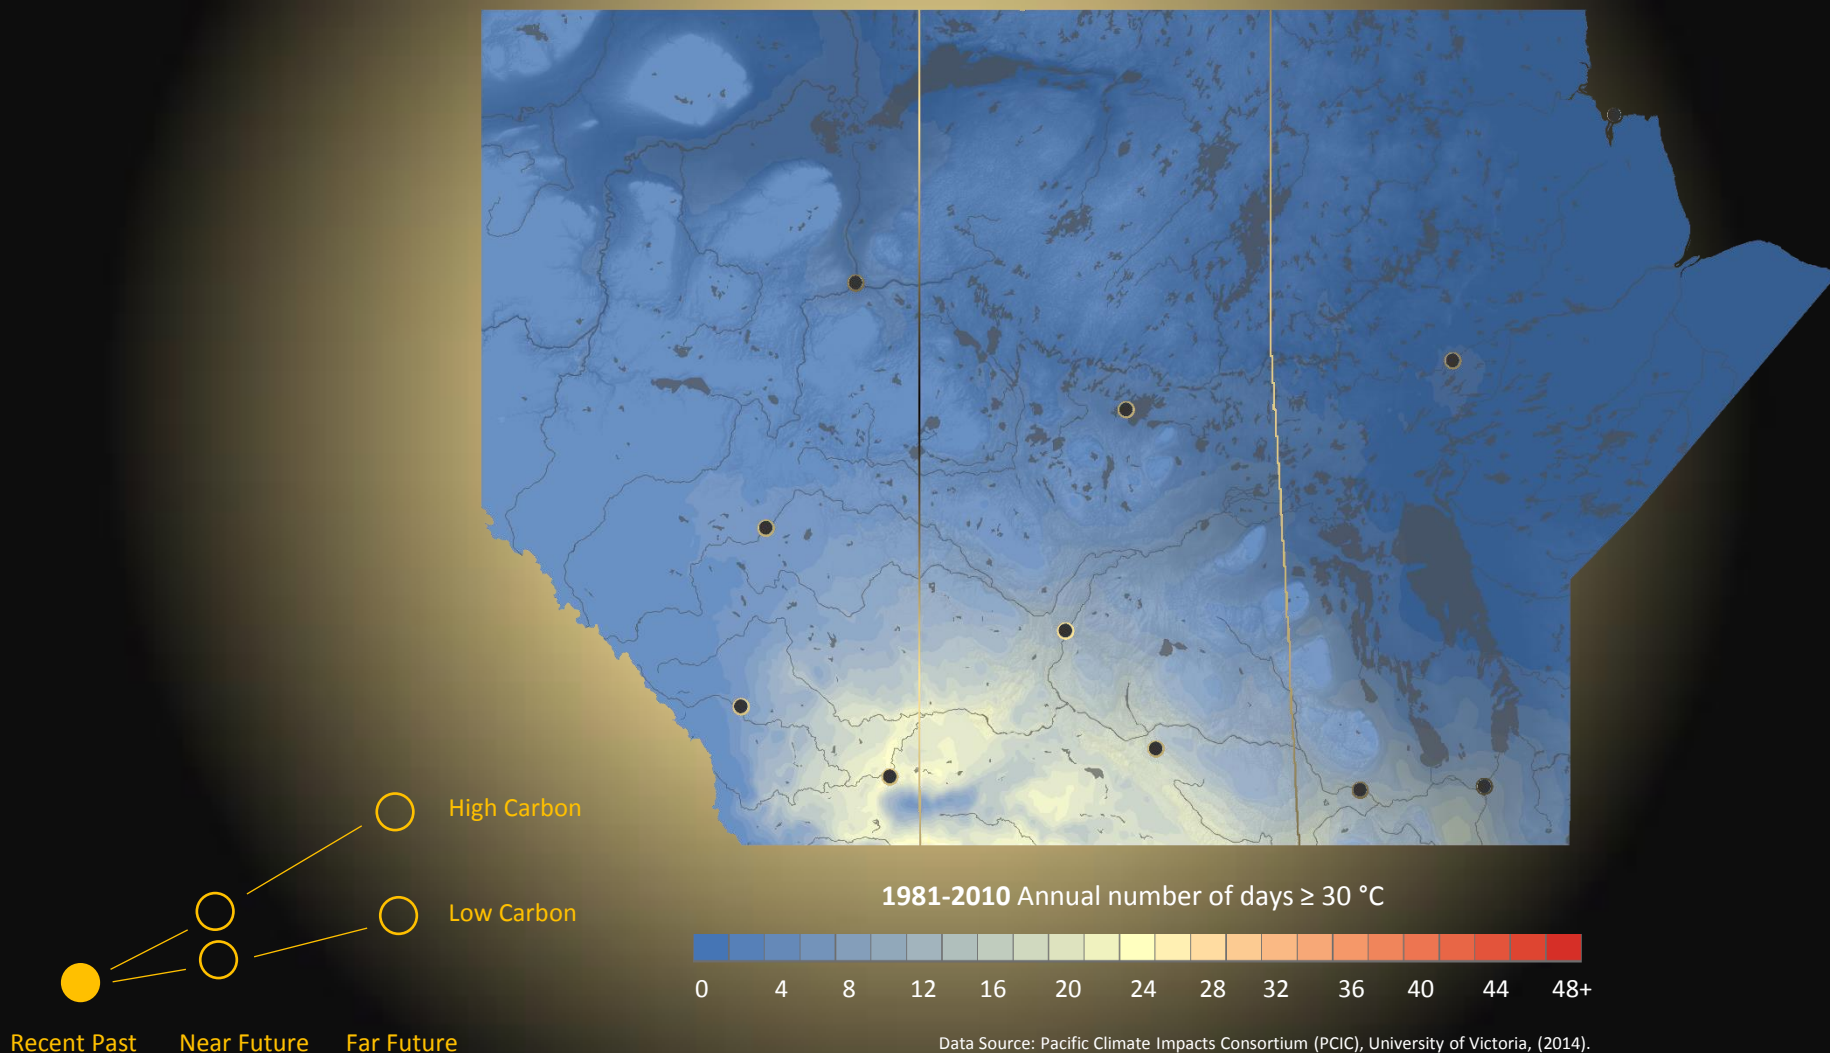 High Carbon
Low Carbon
Recent Past Near Future Far Future
1981-2010 Annual number of days ≥ 30 °C
0 4 8 12 16 20 24 28 32 36 40 44 48+
Data Source: Pacific Climate Impacts Consortium (PCIC), University of Victoria, (2014).